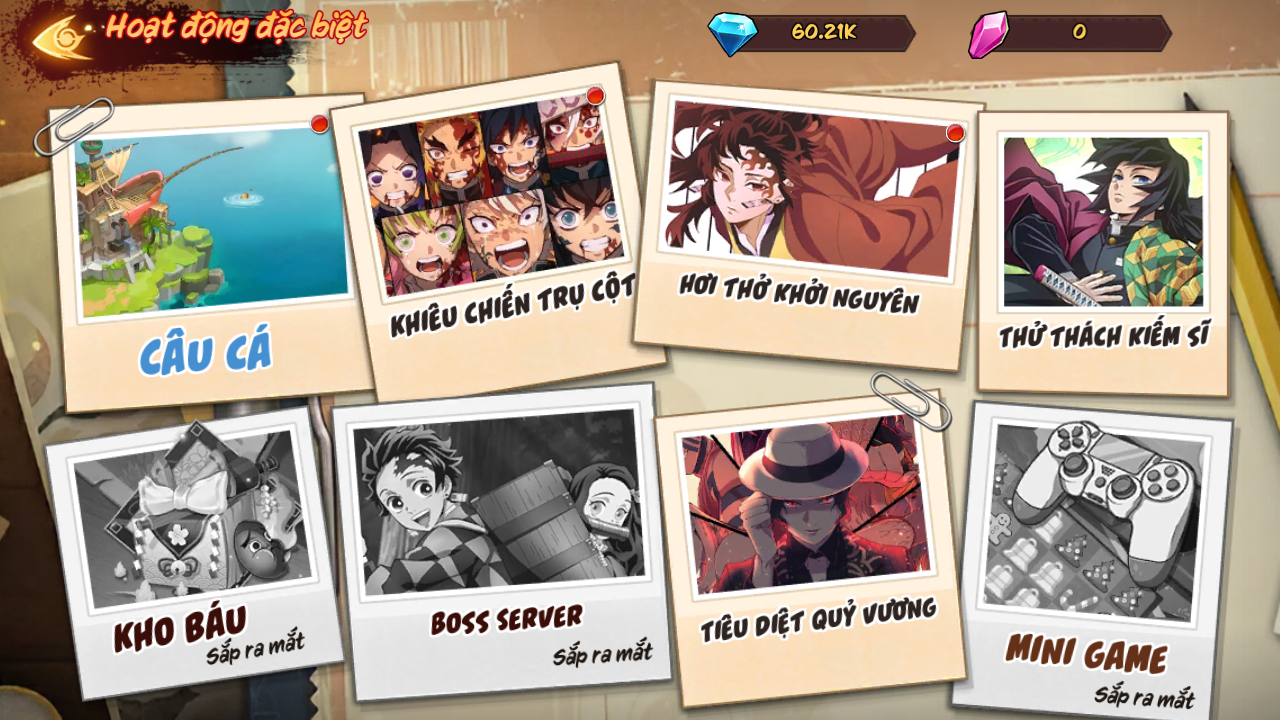 Hoạt động đặc biệt
60.21K
0
CÂU CÁ
KHIÊU CHIẾN TRỤ CỘT
HƠI THỞ KHỞI NGUYÊN
THỬ THÁCH KIẾM SĨ
KHO BÁU
Sắp ra mắt
BOSS SERVER
Sắp ra mắt
TIÊU DIỆT QUỶ VƯƠNG
MINI GAME
Sắp ra mắt